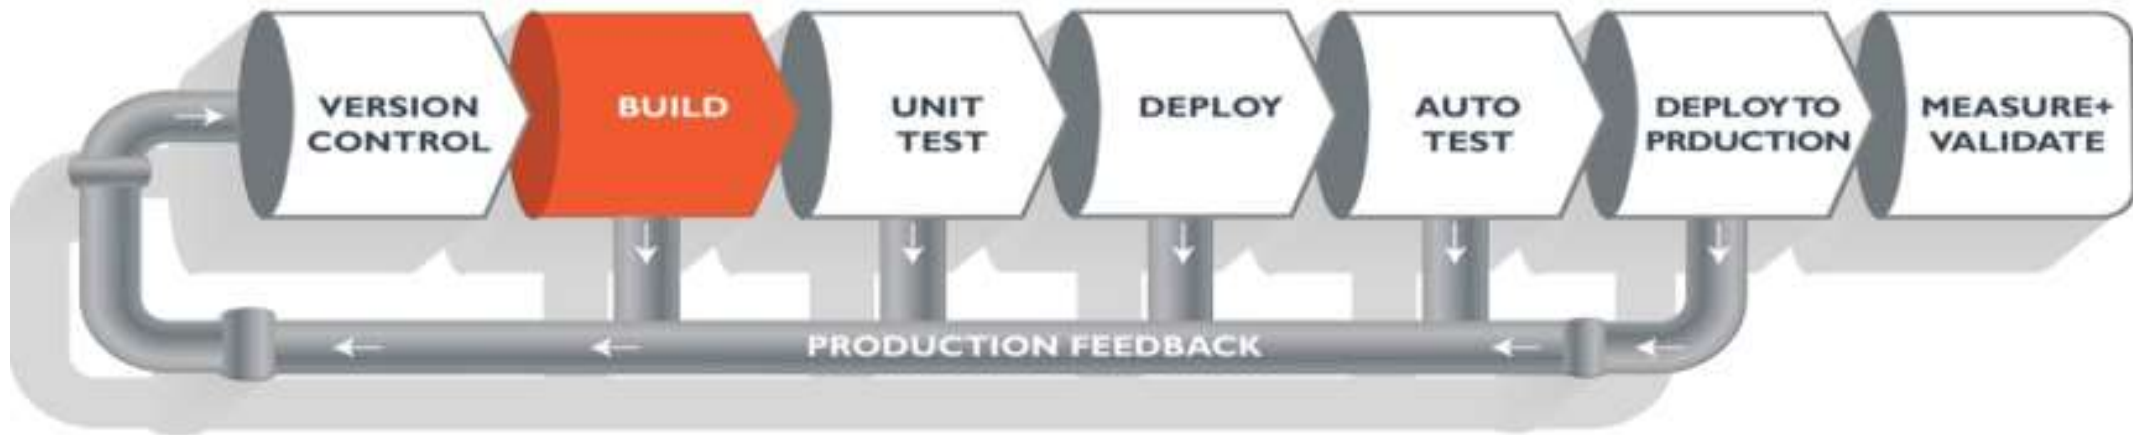 VERSION
CONTROL
BUILD
UNIT
TEST
DEPLOY
AUTO
TEST
DEPLOY TO
PRDUCTION
MEASURE+
VALIDATE
PRODUCTION FEEDBACK